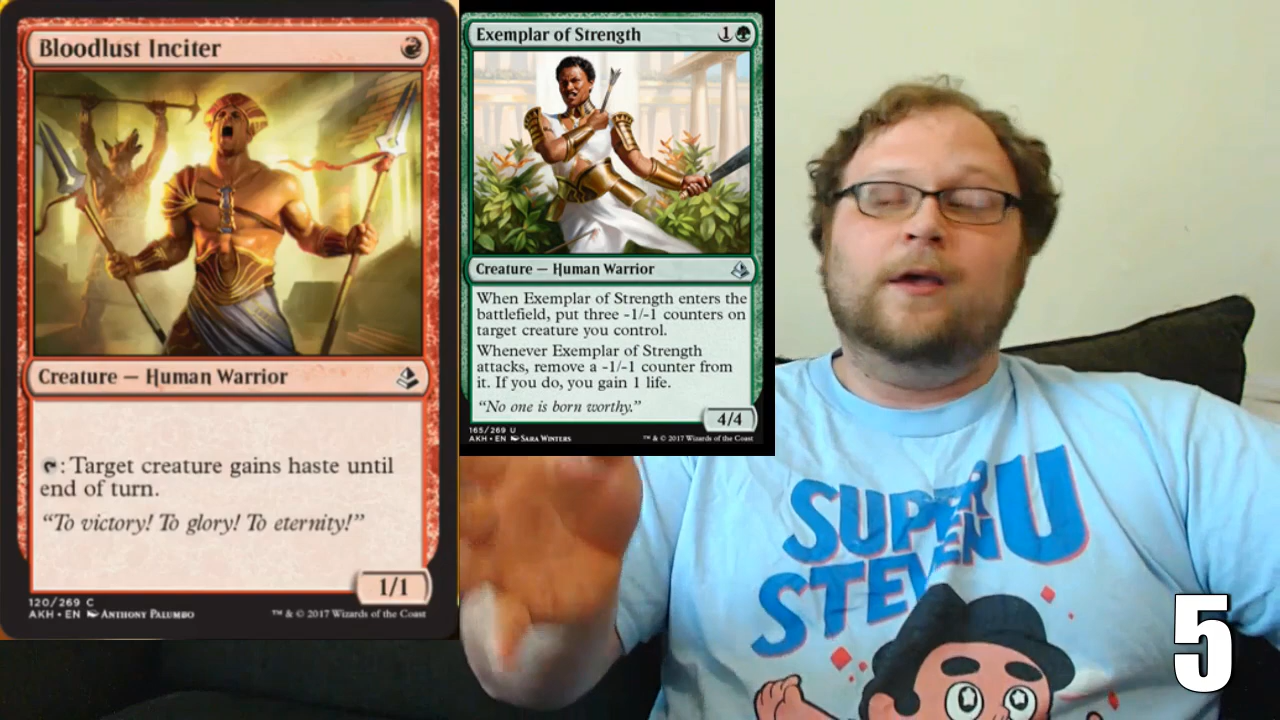 Bloodlust Inciter
Creature — Human Warrior
: Target creature gains haste until
end of turn.
“To victory! To glory! To eternity!”
1/1
120/269 C
AKH • EN Anthony Palumbo
™ & © 2017 Wizards of the Coast
Exemplar of Strength
1
Creature — Human Warrior
When Exemplar of Strength enters the
battlefield, put three -1/-1 counters on
target creature you control.
Whenever Exemplar of Strength
attacks, remove a -1/-1 counter from
it. If you do, you gain 1 life.
“No one is born worthy.”
4/4
165/269 U
AKH • EN Sara Winters
™ & © 2017 Wizards of the Coast
SUPER U
STEVEN
5